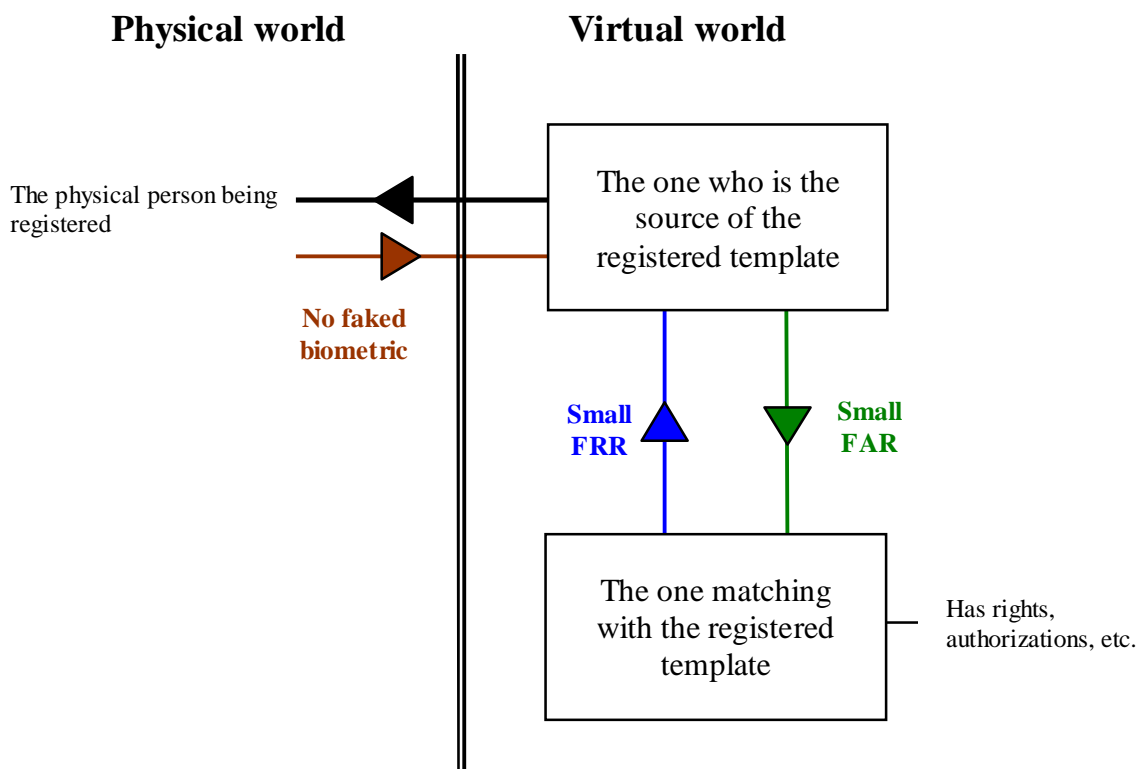 Physical world
Virtual world
The physical person being
registered
The one who is the
source of the
registered template
No faked
biometric
Small
FRR
Small
FAR
The one matching
with the registered
template
Has rights,
authorizations, etc.